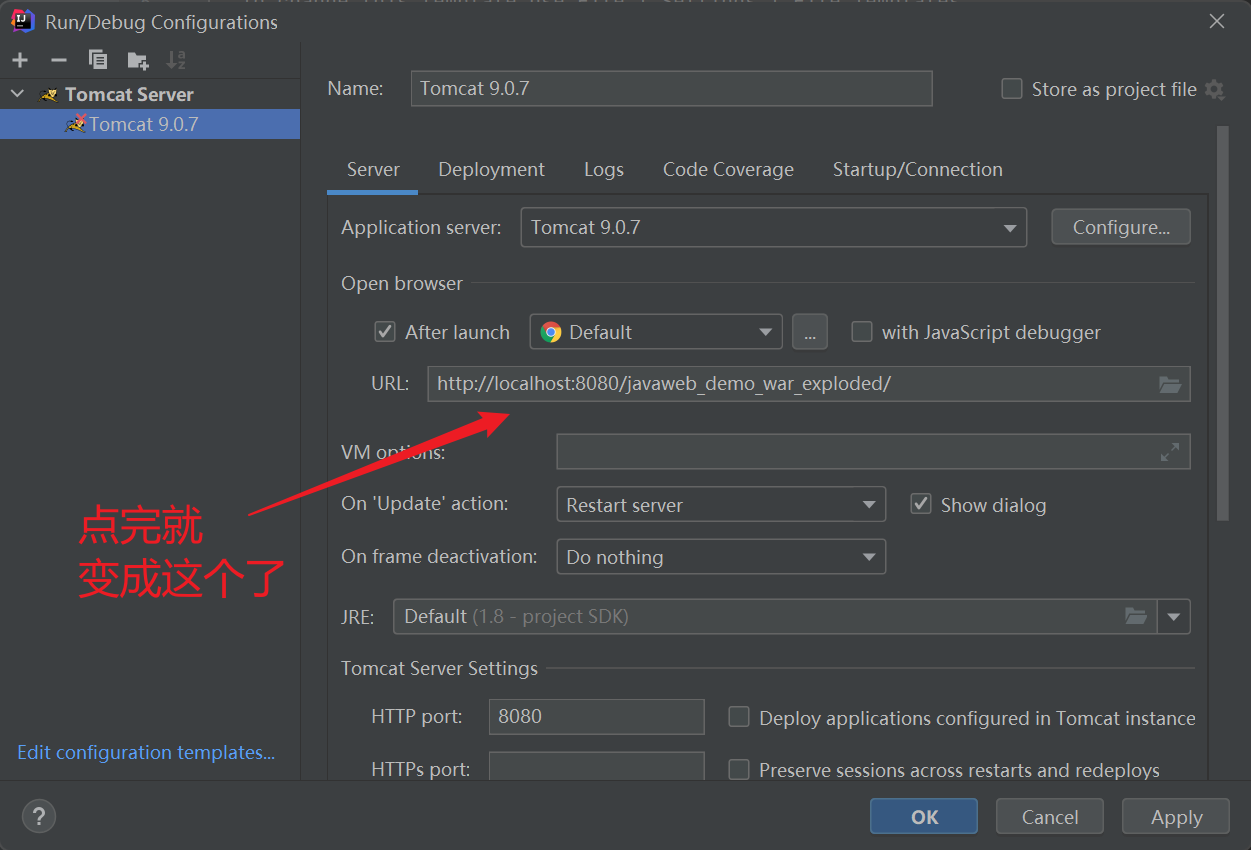 Run/Debug Configurations
Tomcat Server
Tomcat 9.0.7
Name: Tomcat 9.0.7 Store as project file
Server Deployment Logs Code Coverage Startup/Connection
Application server: Tomcat 9.0.7 Configure...
Open browser
After launch Default ... with JavaScript debugger
URL: http://localhost:8080/javaweb_demo_war_exploded/
VM options:
On 'Update' action: Restart server Show dialog
点完就
变成这个了
On frame deactivation: Do nothing
JRE: Default (1.8 - project SDK)
Tomcat Server Settings
HTTP port: 8080 Deploy applications configured in Tomcat instance
HTTPs port: Preserve sessions across restarts and redeploys
Edit configuration templates...
? OK Cancel Apply